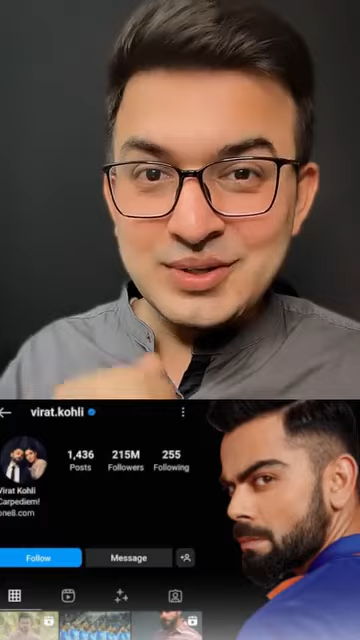 virat.kohli
1,436 215M 255
Posts Followers Following
Virat Kohli
Carpediem!
one8.com
Follow Message